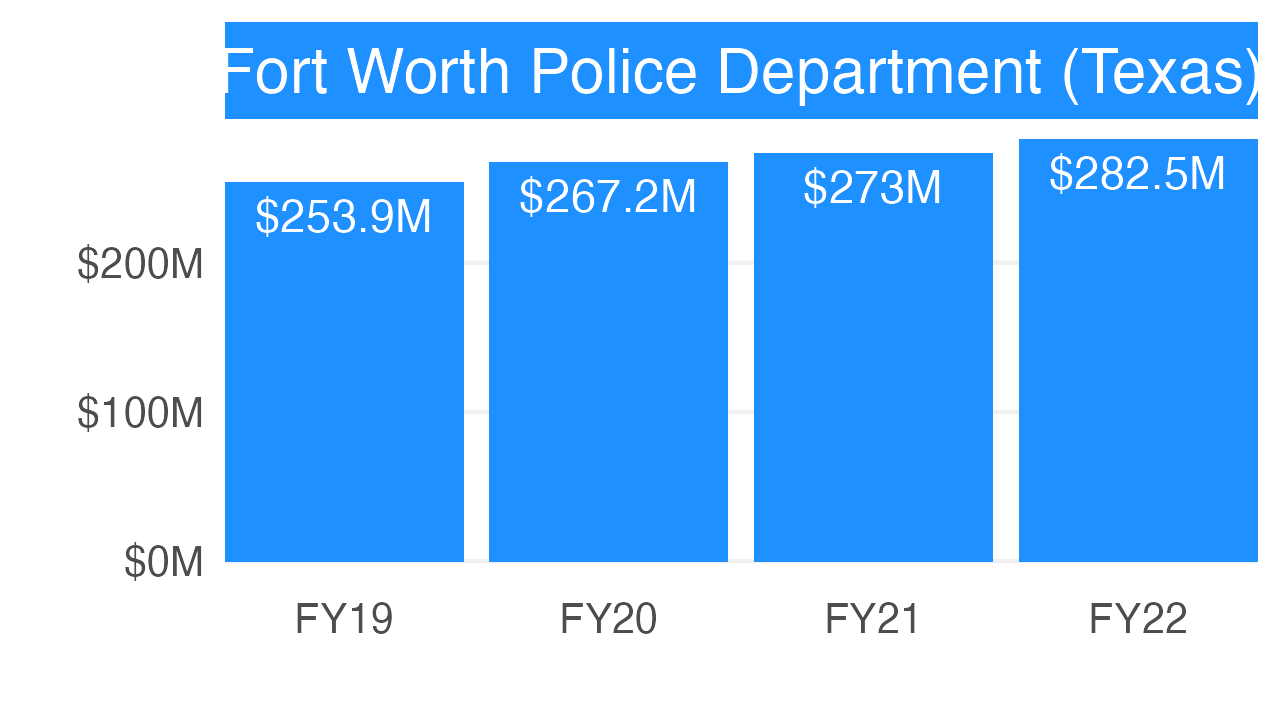 Fort Worth Police Department (Texas)
$253.9M
$267.2M
$273M
$282.5M
$200M
$100M
$0M
FY19
FY20
FY21
FY22